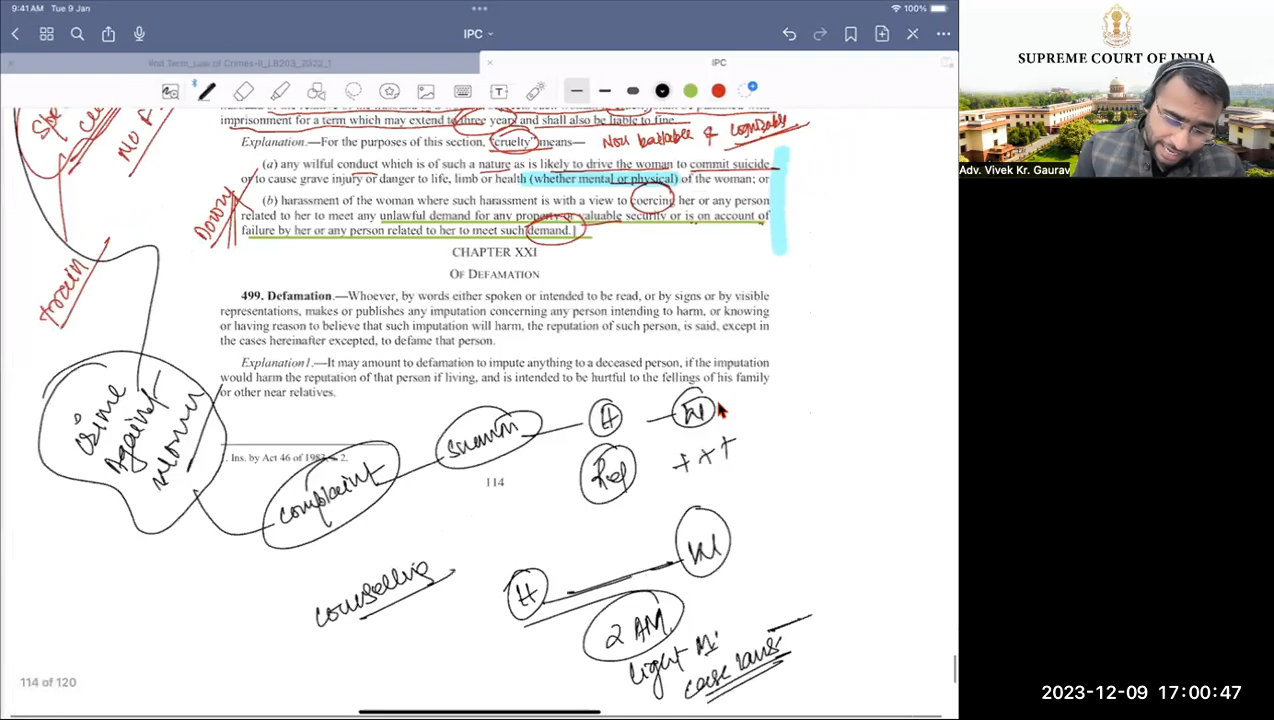 9:41 AM Tue 9 Jan
100%
IPC
IInd Term_Law of Crimes-II_LB203_2022_1
IPC
SUPREME COURT OF INDIA
Adv. Vivek Kr. Gaurav
imprisonment for a term which may extend to three years and shall also be liable to fine.
Explanation.—For the purposes of this section, "cruelty" means—
Non bailable & Cognizable
(a) any wilful conduct which is of such a nature as is likely to drive the woman to commit suicide
or to cause grave injury or danger to life, limb or health (whether mental or physical) of the woman; or
(b) harassment of the woman where such harassment is with a view to coercing her or any person
related to her to meet any unlawful demand for any property or valuable security or is on account of
failure by her or any person related to her to meet such demand.]
Dowry
CHAPTER XXI
OF DEFAMATION
499. Defamation.—Whoever, by words either spoken or intended to be read, or by signs or by visible
representations, makes or publishes any imputation concerning any person intending to harm, or knowing
or having reason to believe that such imputation will harm, the reputation of such person, is said, except in
the cases hereinafter excepted, to defame that person.
Explanation1.—It may amount to defamation to impute anything to a deceased person, if the imputation
would harm the reputation of that person if living, and is intended to be hurtful to the fellings of his family
or other near relatives.
Crime
Against
Women
complaint
summon
H
W
+ + +
1. Ins. by Act 46 of 1983, s. 2.
114
counselling
H
W
2 AM
light
case laws
114 of 120
2023-12-09 17:00:47